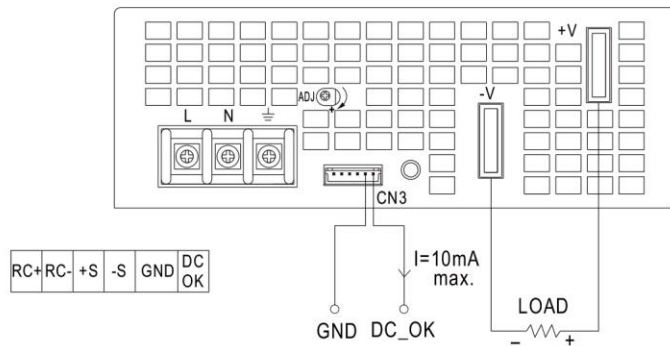 +V
ADJ
+
-V
L N ⏚
CN3
RC+ RC- +S -S GND DC OK
I=10mA
max.
GND DC_OK
LOAD
– +